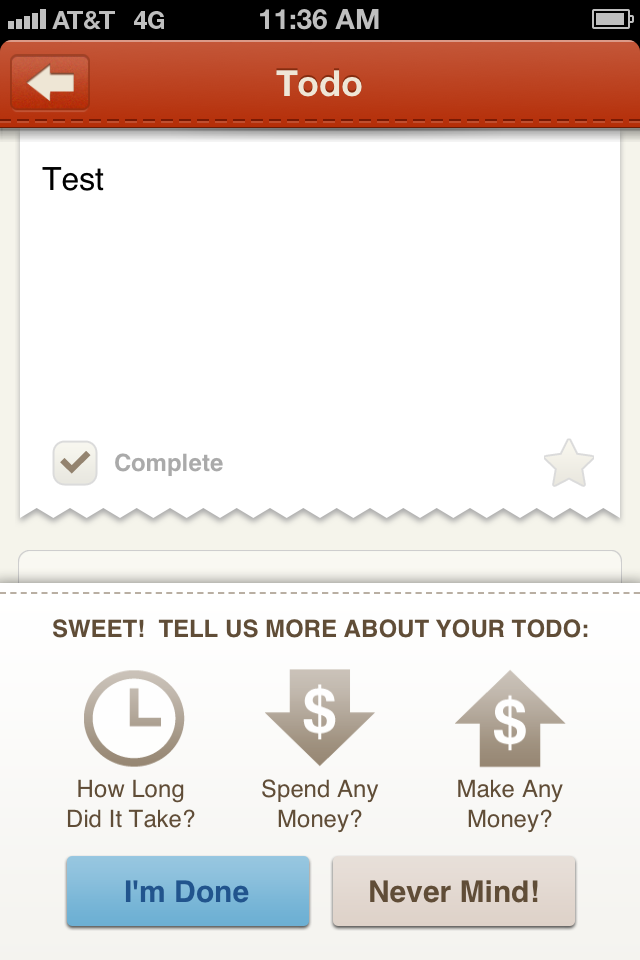 AT&T 4G 11:36 AM
Todo
Test
Complete
SWEET!  TELL US MORE ABOUT YOUR TODO:
$ $
How Long Spend Any Make Any
Did It Take? Money? Money?
I'm Done Never Mind!